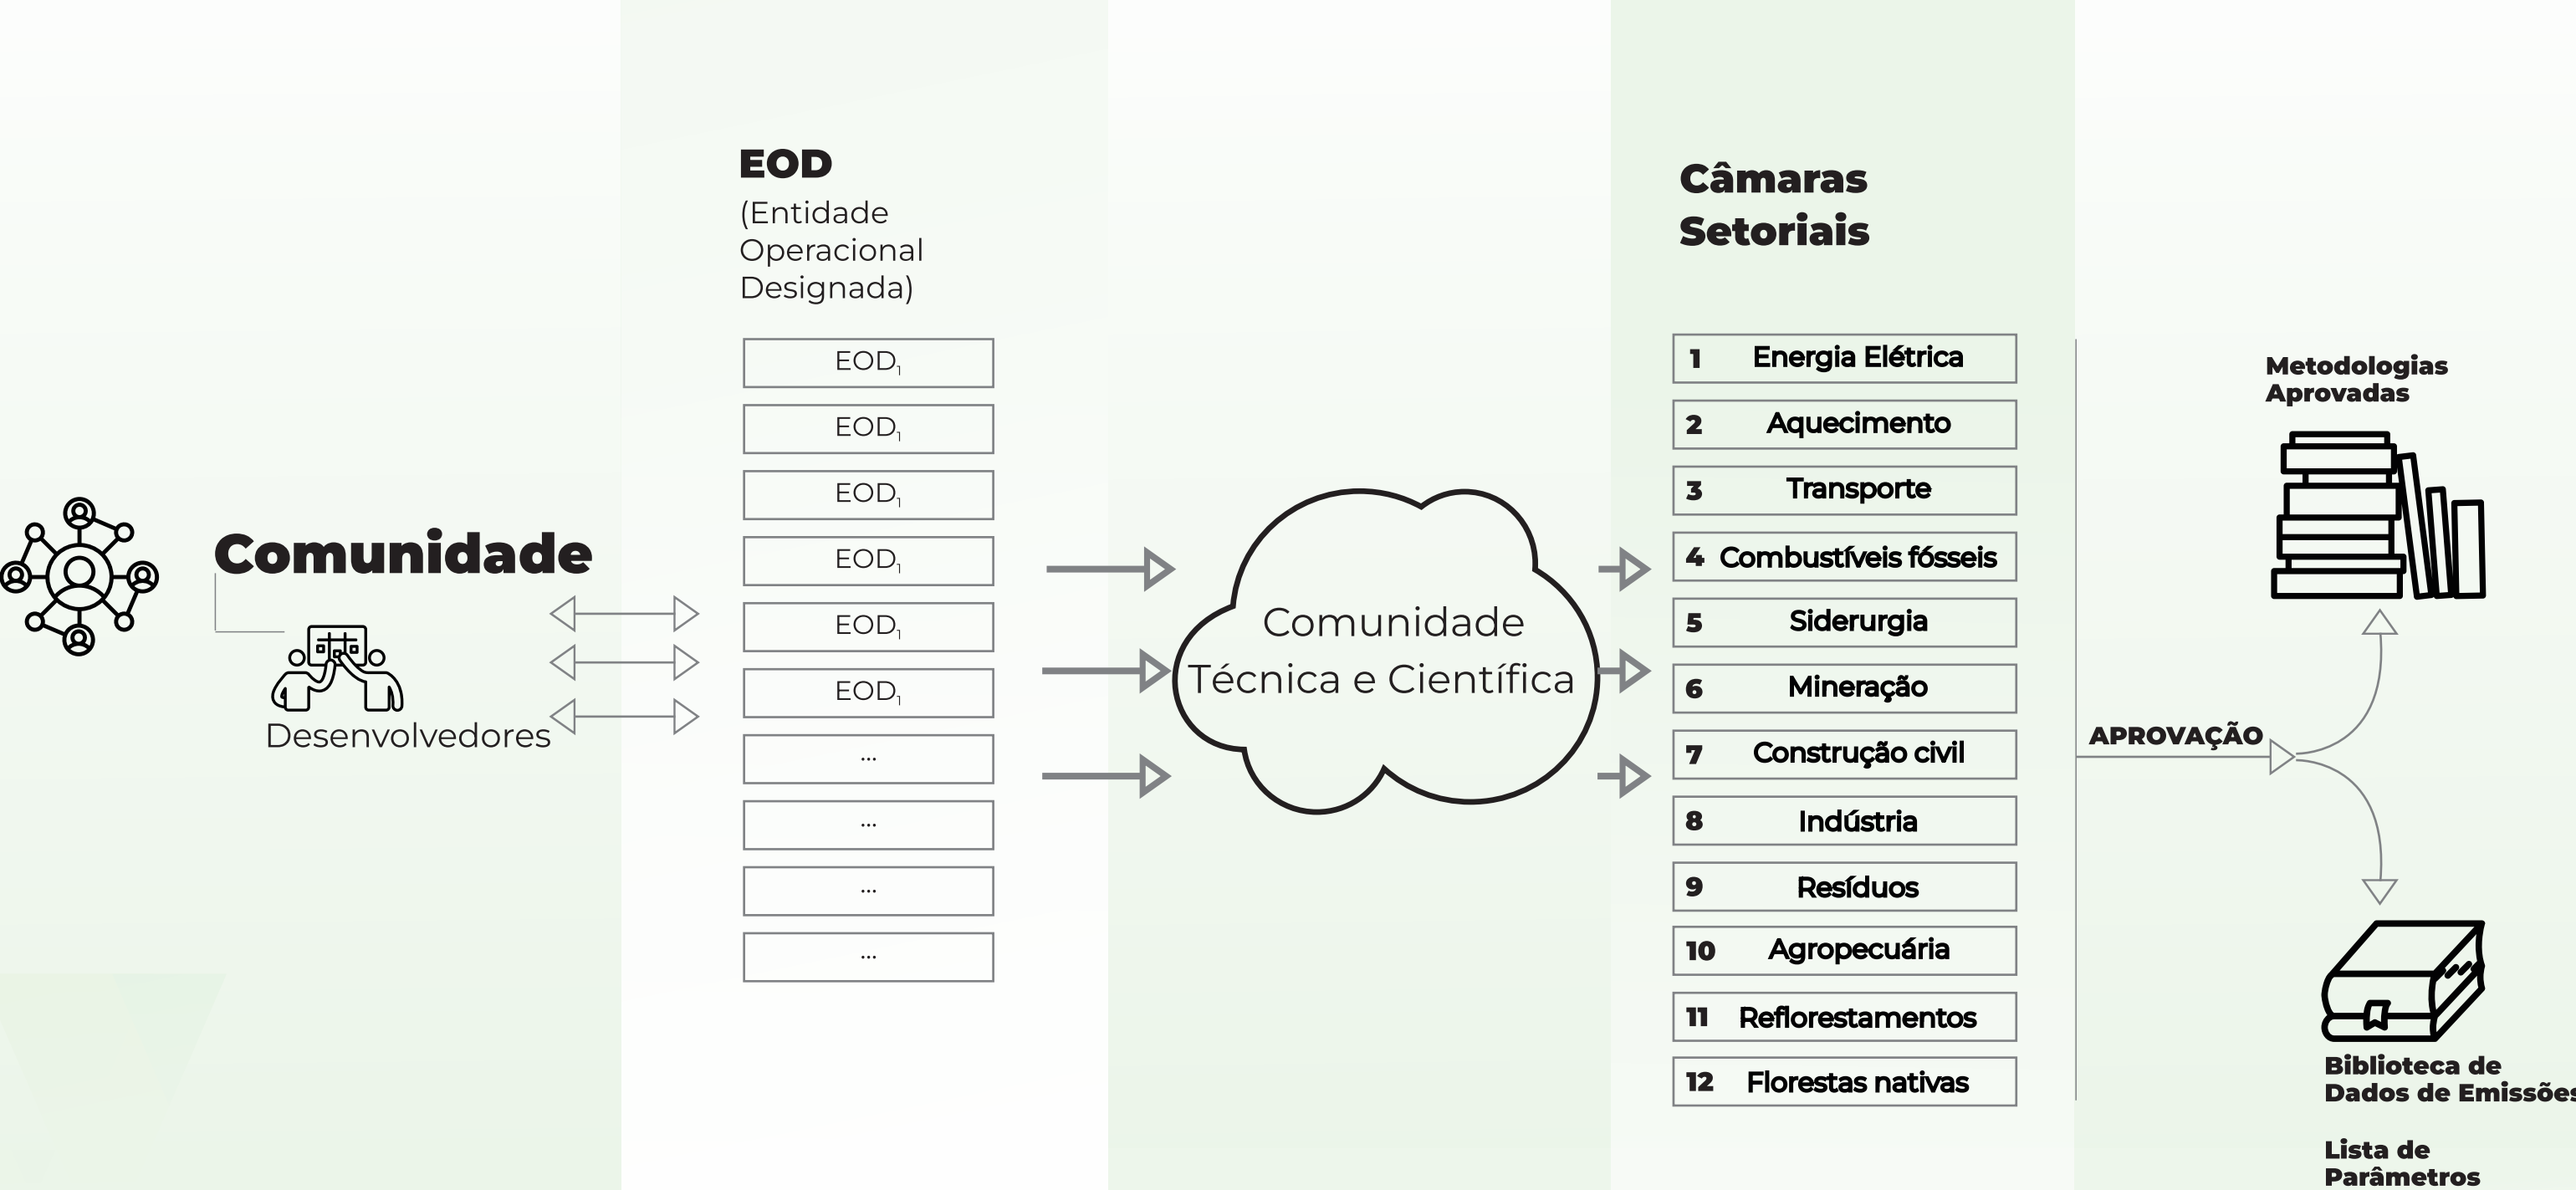 Comunidade
Desenvolvedores
EOD
(Entidade
Operacional
Designada)
EOD₁
EOD₁
EOD₁
EOD₁
EOD₁
EOD₁
...
...
...
...
Comunidade
Técnica e Científica
Câmaras
Setoriais
1 Energia Elétrica
2 Aquecimento
3 Transporte
4 Combustíveis fósseis
5 Siderurgia
6 Mineração
7 Construção civil
8 Indústria
9 Resíduos
10 Agropecuária
11 Reflorestamentos
12 Florestas nativas
APROVAÇÃO
Metodologias
Aprovadas
Biblioteca de
Dados de Emissões
Lista de
Parâmetros